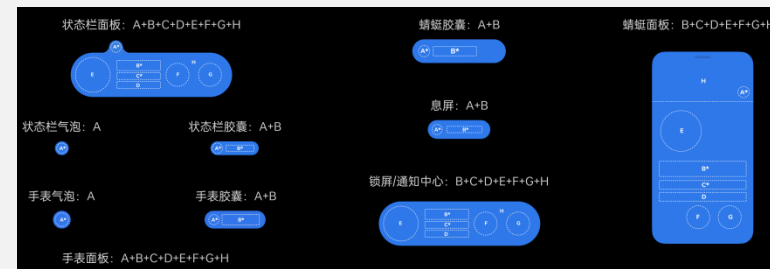 状态栏面板：A+B+C+D+E+F+G+H
A*
E
B*
C*
D
F
H
G
状态栏气泡：A
A*
状态栏胶囊：A+B
A*
B*
手表气泡：A
A*
手表胶囊：A+B
A*
B*
手表面板：A+B+C+D+E+F+G+H
蜻蜓胶囊：A+B
A*
B*
息屏：A+B
A*
锁屏/通知中心：B+C+D+E+F+G+H
E
B*
C*
D
F
H
G
蜻蜓面板：B+C+D+E+F+G+H
H
A*
E
B*
C*
D
F
G